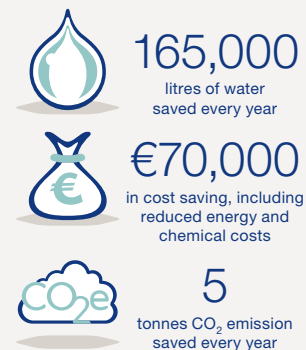 165,000
litres of water
saved every year
€
€70,000
in cost saving, including
reduced energy and
chemical costs
CO2e
5
tonnes CO₂ emission
saved every year